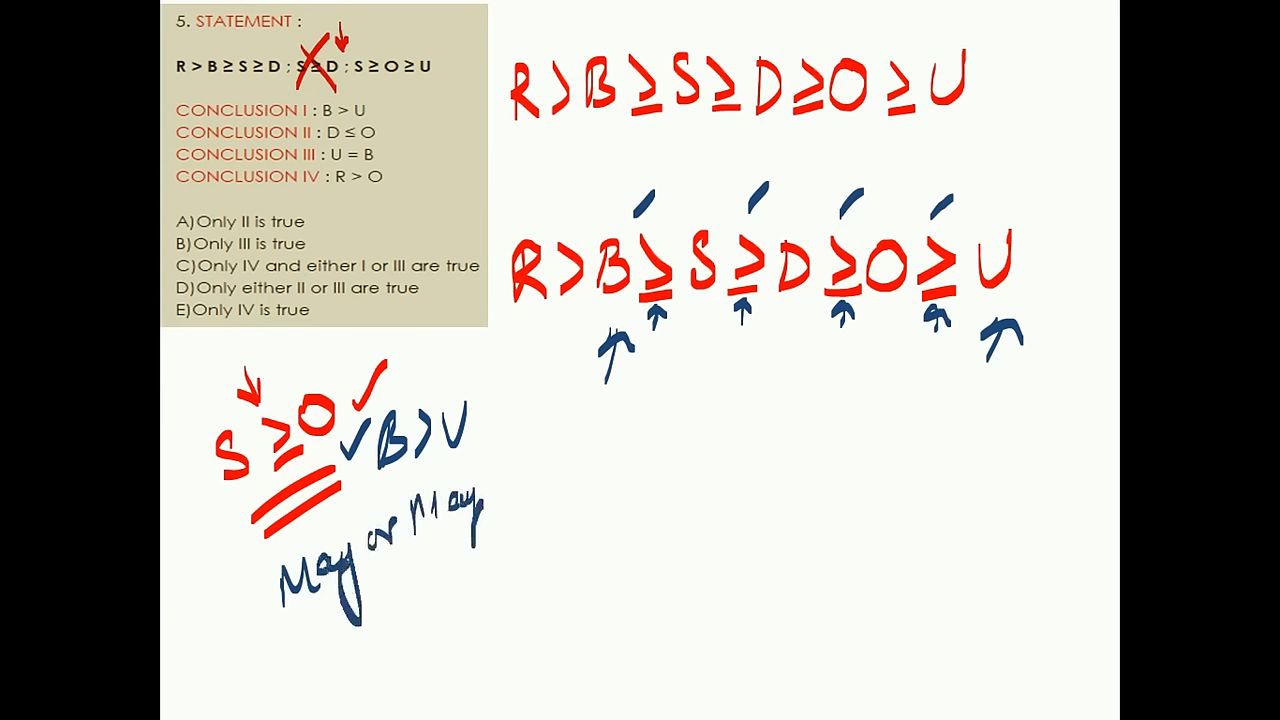 5. STATEMENT :
R > B ≥ S ≥ D ; S ≥ D ; S ≥ O ≥ U
CONCLUSION I : B > U
CONCLUSION II : D ≤ O
CONCLUSION III : U = B
CONCLUSION IV : R > O
A)Only II is true
B)Only III is true
C)Only IV and either I or III are true
D)Only either II or III are true
E)Only IV is true
R > B ≥ S ≥ D ≥ O ≥ U
R > B ≥ S ≥ D ≥ O ≥ U
S ≥ O ✓
✓ B > U
May or May